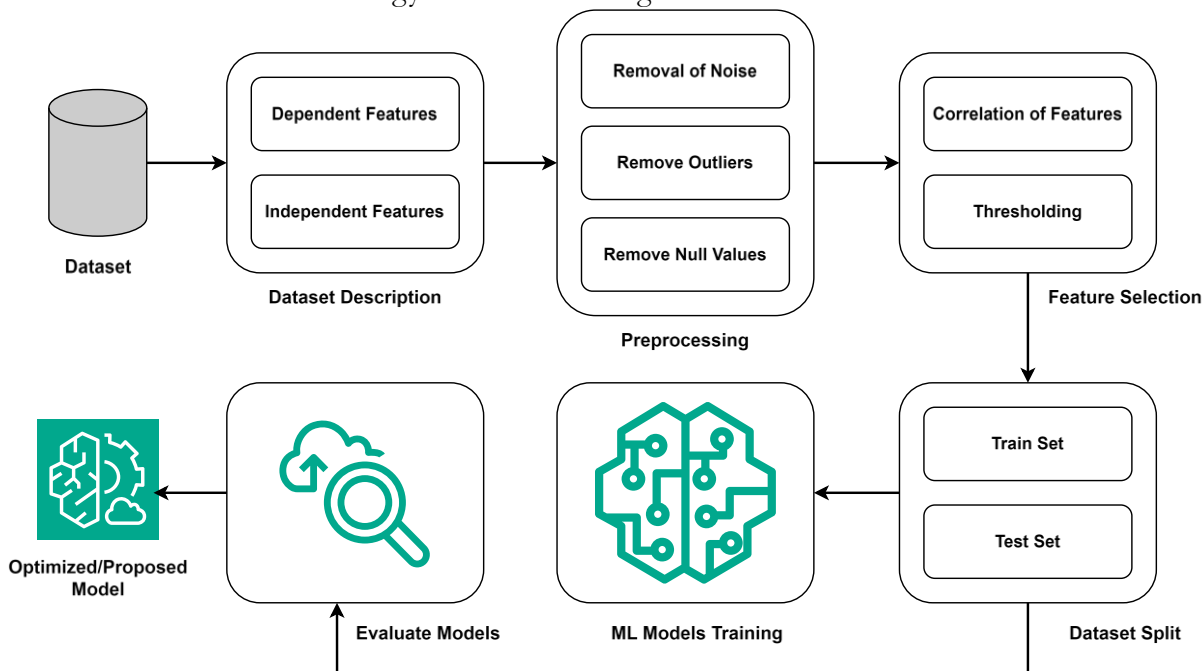 Removal of Noise
Dependent Features
Correlation of Features
Remove Outliers
Independent Features
Thresholding
Remove Null Values
Dataset
Dataset Description
Feature Selection
Preprocessing
Train Set
Test Set
Optimized/Proposed
Model
Evaluate Models
ML Models Training
Dataset Split